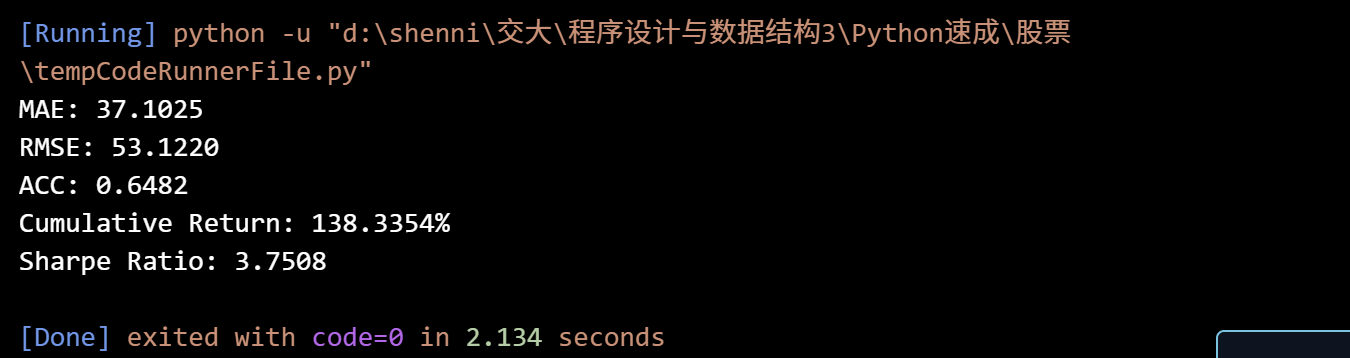 [Running] python -u "d:\shenni\交大\程序设计与数据结构3\Python速成\股票
\tempCodeRunnerFile.py"
MAE: 37.1025
RMSE: 53.1220
ACC: 0.6482
Cumulative Return: 138.3354%
Sharpe Ratio: 3.7508
[Done] exited with code=0 in 2.134 seconds